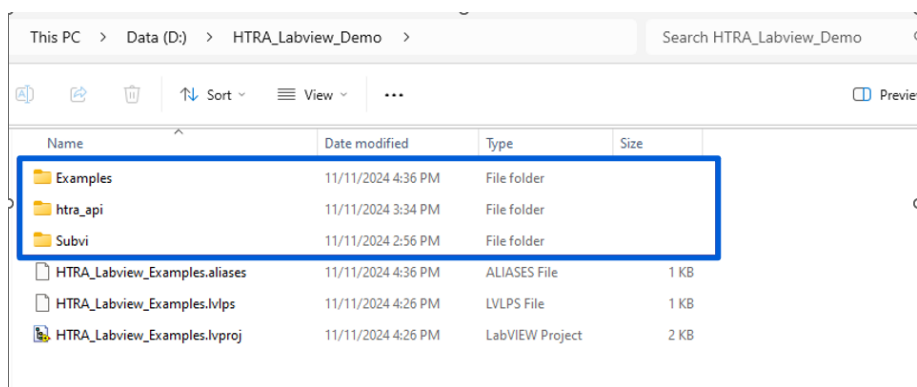 This PC > Data (D:) > HTRA_Labview_Demo > Search HTRA_Labview_Demo
Sort View ... Preview
Name Date modified Type Size
Examples 11/11/2024 4:36 PM File folder
htra_api 11/11/2024 3:34 PM File folder
Subvi 11/11/2024 2:56 PM File folder
HTRA_Labview_Examples.aliases 11/11/2024 4:36 PM ALIASES File 1 KB
HTRA_Labview_Examples.lvlps 11/11/2024 4:26 PM LVLPS File 1 KB
HTRA_Labview_Examples.lvproj 11/11/2024 4:26 PM LabVIEW Project 2 KB